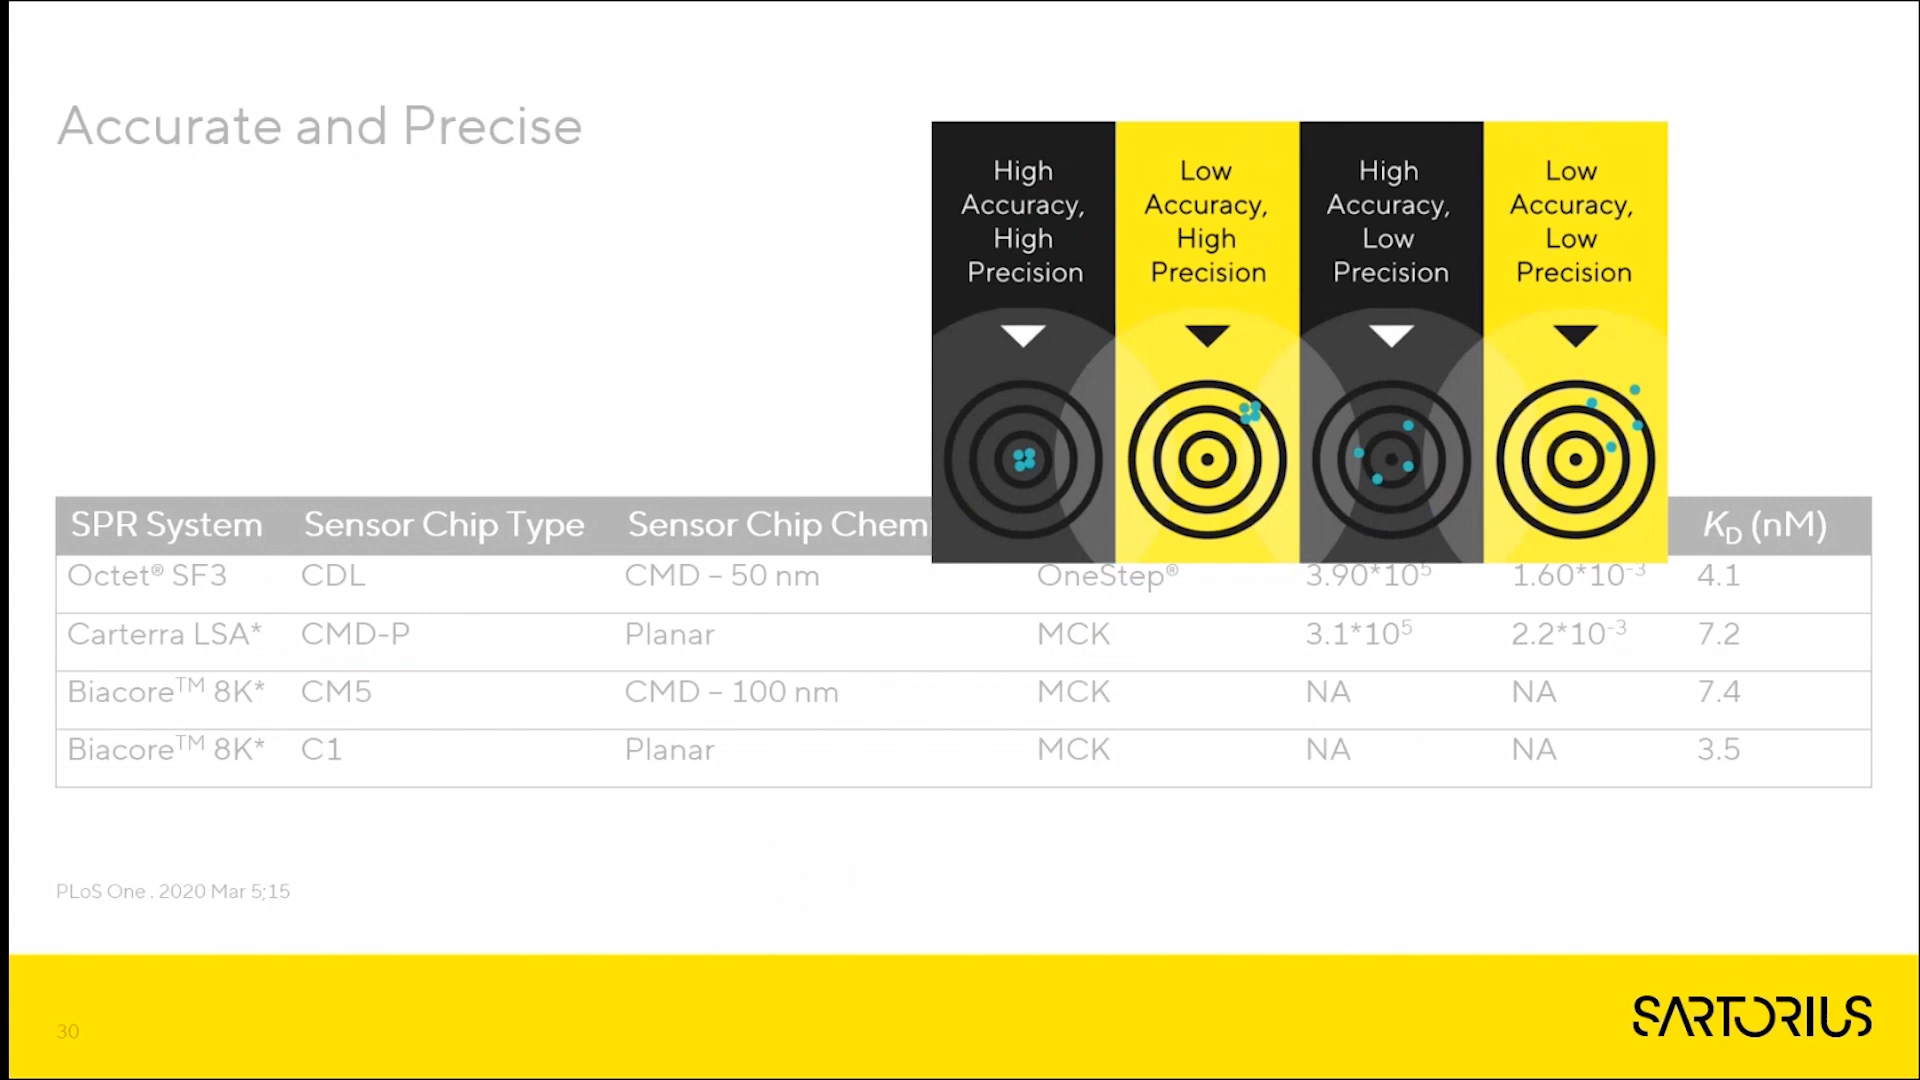 Accurate and Precise
High Accuracy, High Precision
Low Accuracy, High Precision
High Accuracy, Low Precision
Low Accuracy, Low Precision
SPR System Sensor Chip Type Sensor Chip Chem K_D (nM)
Octet® SF3 CDL CMD – 50 nm OneStep® 3.90*10⁵ 1.60*10⁻³ 4.1
Carterra LSA* CMD-P Planar MCK 3.1*10⁵ 2.2*10⁻³ 7.2
Biacore™ 8K* CM5 CMD – 100 nm MCK NA NA 7.4
Biacore™ 8K* C1 Planar MCK NA NA 3.5
PLoS One . 2020 Mar 5;15
30
SARTORIUS